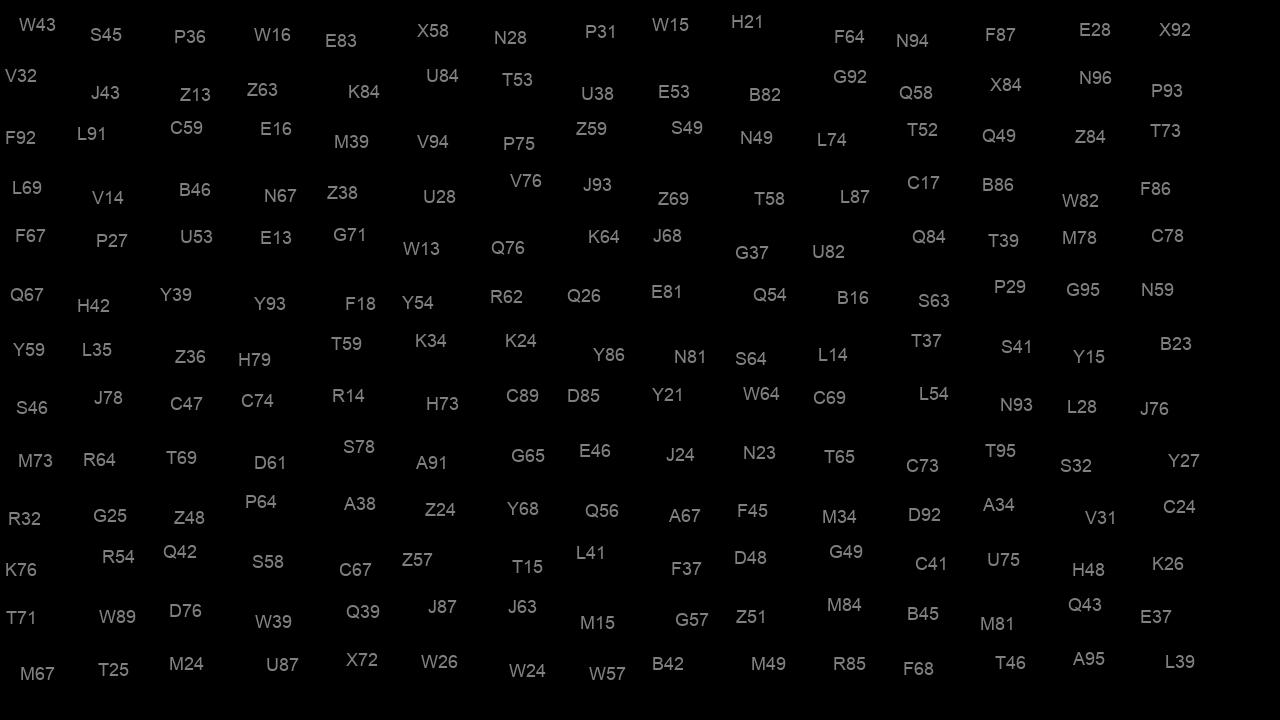 W43 S45 P36 W16 E83 X58 N28 P31 W15 H21 F64 N94 F87 E28 X92
V32 J43 Z13 Z63 K84 U84 T53 U38 E53 B82 G92 Q58 X84 N96 P93
F92 L91 C59 E16 M39 V94 P75 Z59 S49 N49 L74 T52 Q49 Z84 T73
L69 V14 B46 N67 Z38 U28 V76 J93 Z69 T58 L87 C17 B86 W82 F86
F67 P27 U53 E13 G71 W13 Q76 K64 J68 G37 U82 Q84 T39 M78 C78
Q67 H42 Y39 Y93 F18 Y54 R62 Q26 E81 Q54 B16 S63 P29 G95 N59
Y59 L35 Z36 H79 T59 K34 K24 Y86 N81 S64 L14 T37 S41 Y15 B23
S46 J78 C47 C74 R14 H73 C89 D85 Y21 W64 C69 L54 N93 L28 J76
M73 R64 T69 D61 S78 A91 G65 E46 J24 N23 T65 C73 T95 S32 Y27
R32 G25 Z48 P64 A38 Z24 Y68 Q56 A67 F45 M34 D92 A34 V31 C24
K76 R54 Q42 S58 C67 Z57 T15 L41 F37 D48 G49 C41 U75 H48 K26
T71 W89 D76 W39 Q39 J87 J63 M15 G57 Z51 M84 B45 M81 Q43 E37
M67 T25 M24 U87 X72 W26 W24 W57 B42 M49 R85 F68 T46 A95 L39